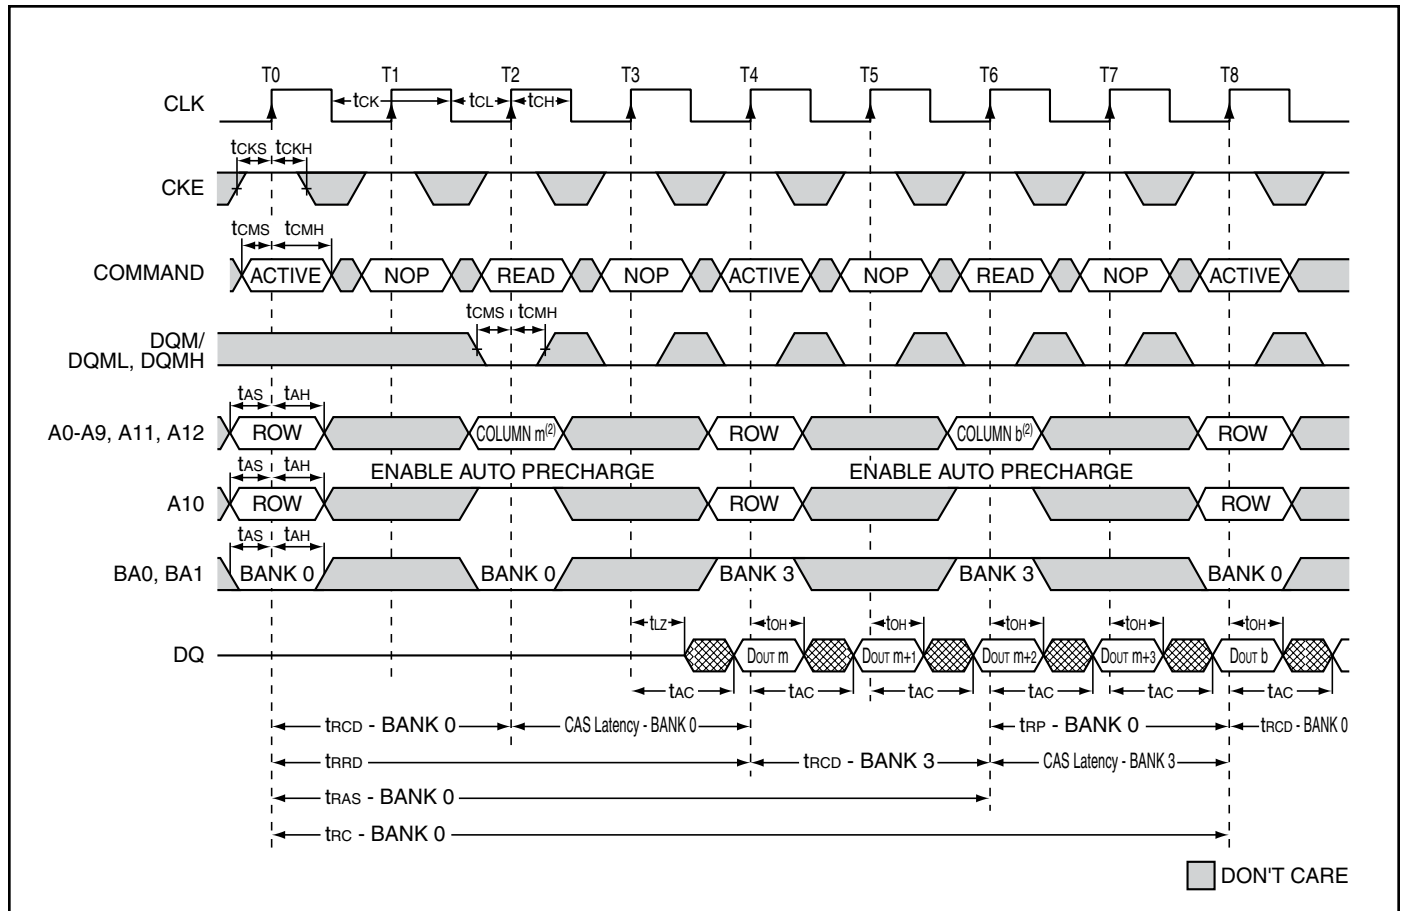 T0 T1 T2 T3 T4 T5 T6 T7 T8
CLK tCK tCL tCH
tCKS tCKH
CKE
tCMS tCMH
COMMAND ACTIVE NOP READ NOP ACTIVE NOP READ NOP ACTIVE
tCMS tCMH
DQM/
DQML, DQMH
tAS tAH
A0-A9, A11, A12 ROW COLUMN m(2) ROW COLUMN b(2) ROW
tAS tAH ENABLE AUTO PRECHARGE ENABLE AUTO PRECHARGE
A10 ROW ROW ROW
tAS tAH
BA0, BA1 BANK 0 BANK 0 BANK 3 BANK 3 BANK 0
tLZ tOH tOH tOH tOH tOH
DQ DOUT m DOUT m+1 DOUT m+2 DOUT m+3 DOUT b
tAC tAC tAC tAC tAC tAC
tRCD - BANK 0 CAS Latency - BANK 0 tRP - BANK 0 tRCD - BANK 0
tRRD tRCD - BANK 3 CAS Latency - BANK 3
tRAS - BANK 0
tRC - BANK 0
DON'T CARE